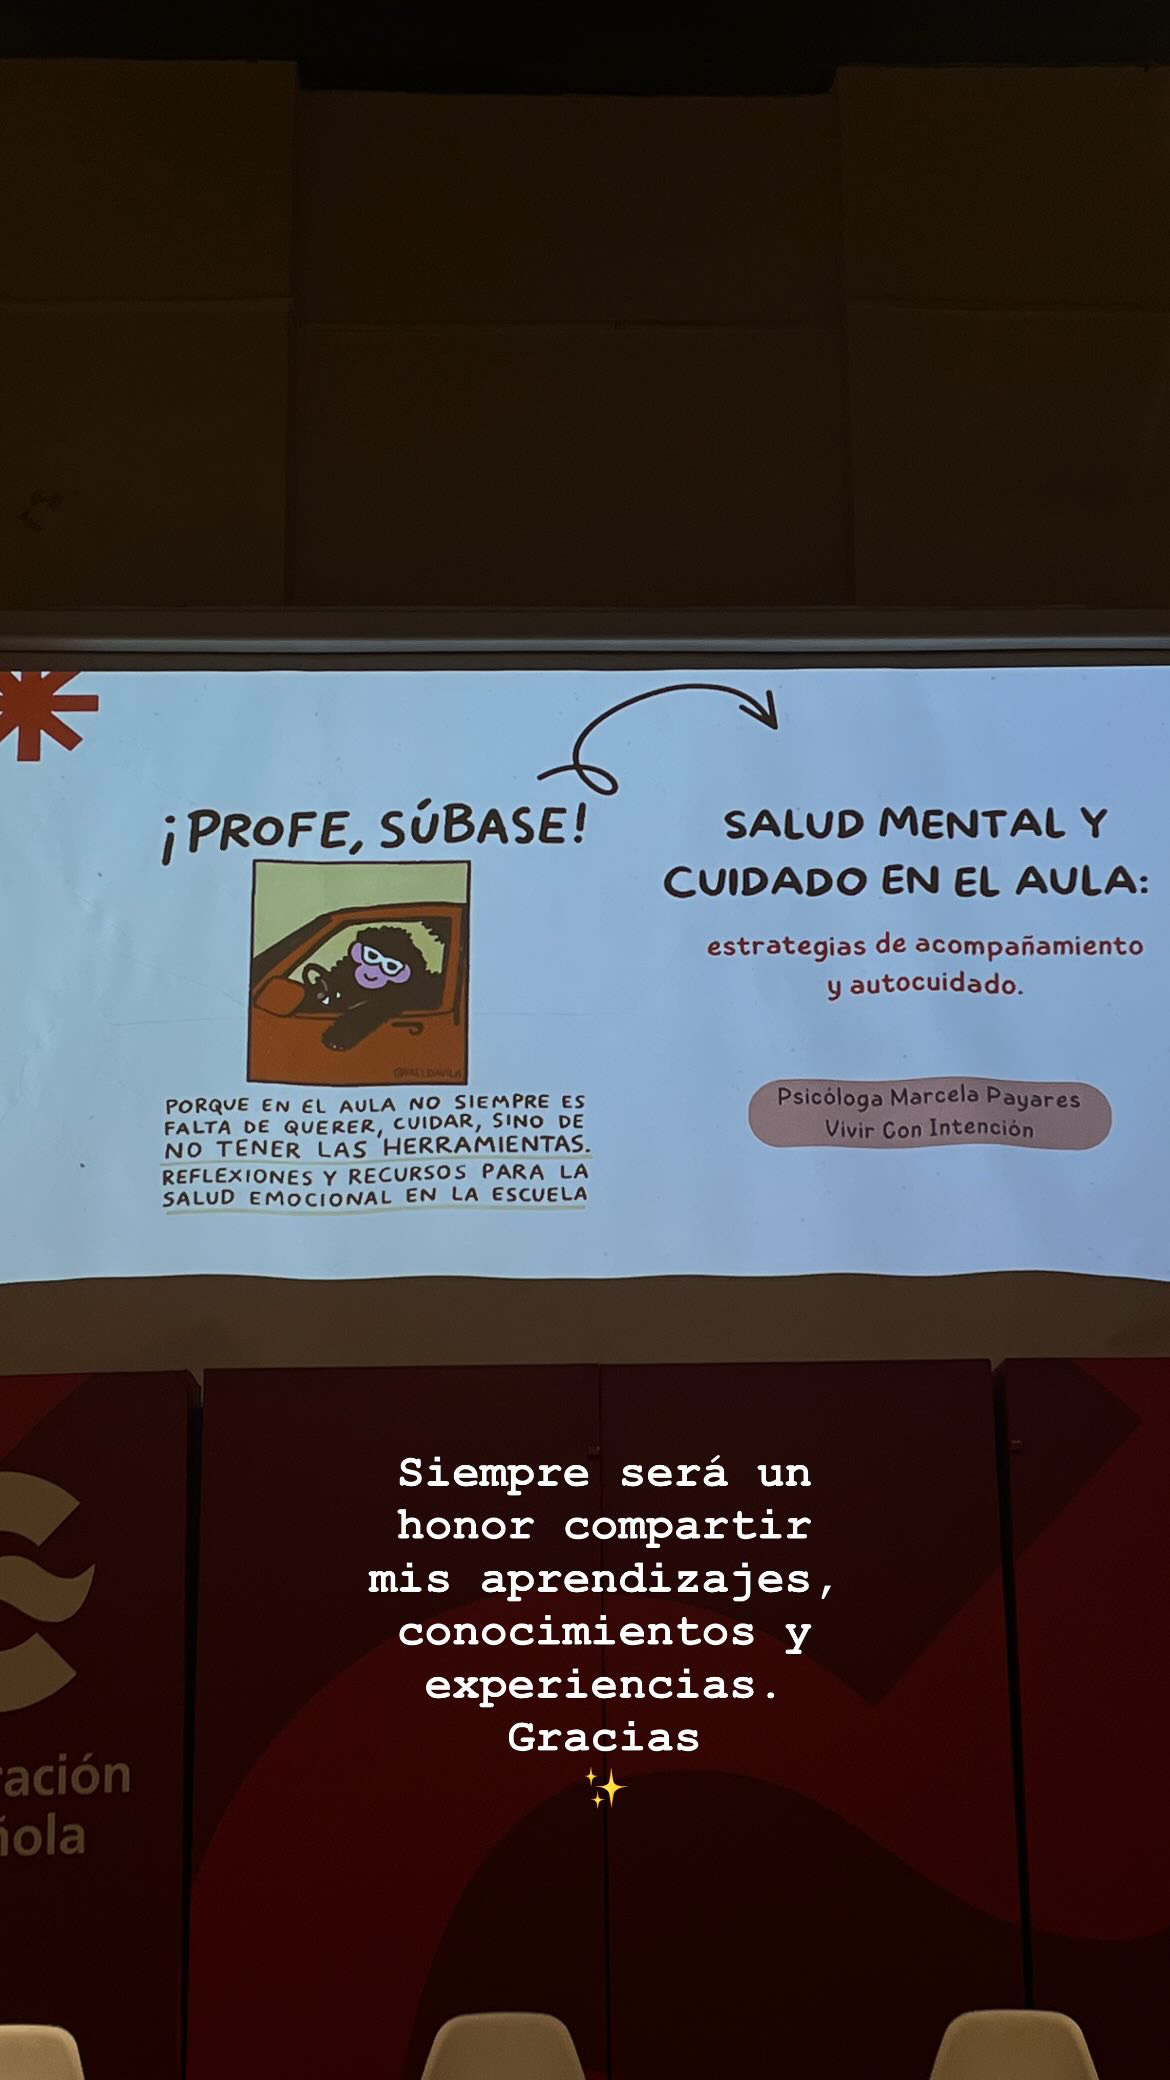 ¡PROFE, SÚBASE!
PORQUE EN EL AULA NO SIEMPRE ES
FALTA DE QUERER, CUIDAR, SINO DE
NO TENER LAS HERRAMIENTAS.
REFLEXIONES Y RECURSOS PARA LA
SALUD EMOCIONAL EN LA ESCUELA
SALUD MENTAL Y
CUIDADO EN EL AULA:
estrategias de acompañamiento
y autocuidado.
Psicóloga Marcela Payares
Vivir Con Intención
Siempre será un
honor compartir
mis aprendizajes,
conocimientos y
experiencias.
Gracias
✨
ración
ñola